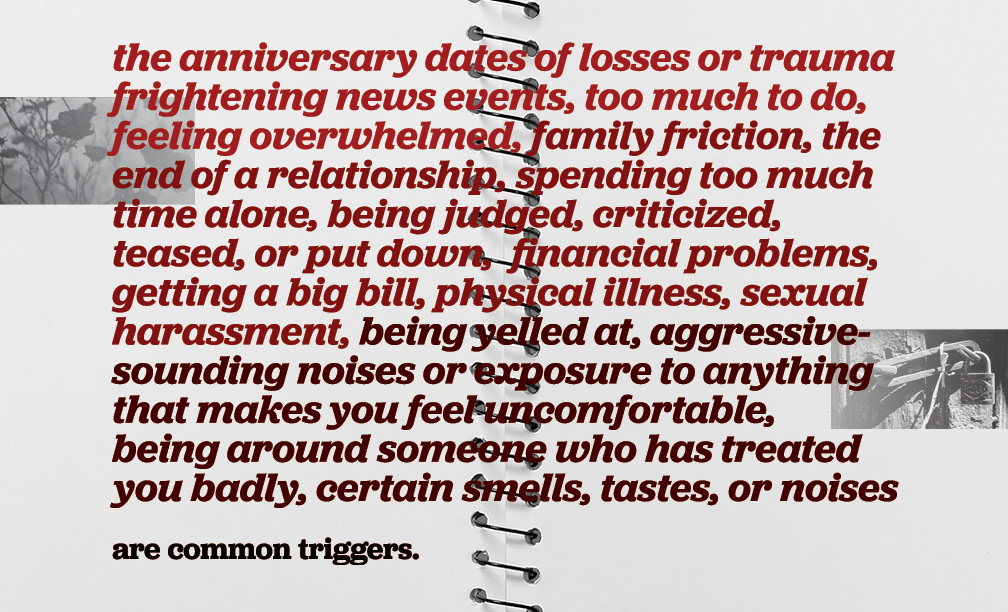 the anniversary dates of losses or trauma
frightening news events, too much to do,
feeling overwhelmed, family friction, the
end of a relationship, spending too much
time alone, being judged, criticized,
teased, or put down, financial problems,
getting a big bill, physical illness, sexual
harassment, being yelled at, aggressive-
sounding noises or exposure to anything
that makes you feel uncomfortable,
being around someone who has treated
you badly, certain smells, tastes, or noises
are common triggers.